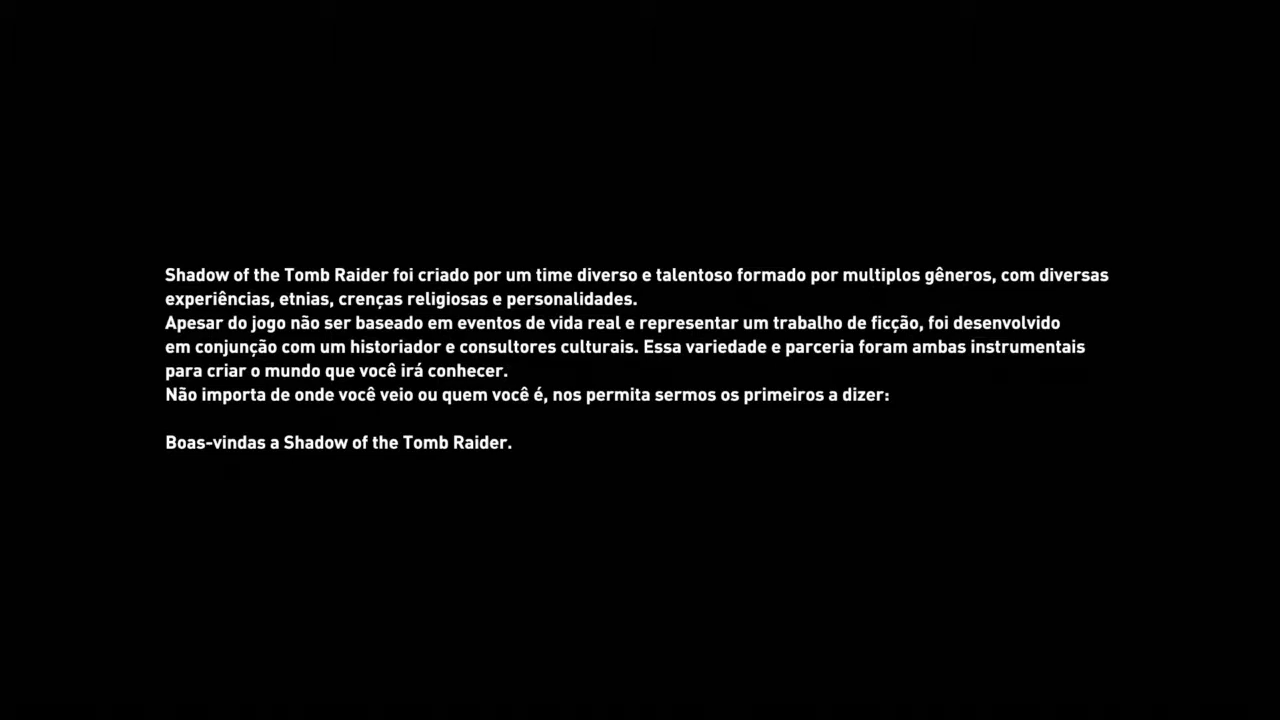 Shadow of the Tomb Raider foi criado por um time diverso e talentoso formado por multiplos gêneros, com diversas
experiências, etnias, crenças religiosas e personalidades.
Apesar do jogo não ser baseado em eventos de vida real e representar um trabalho de ficção, foi desenvolvido
em conjunção com um historiador e consultores culturais. Essa variedade e parceria foram ambas instrumentais
para criar o mundo que você irá conhecer.
Não importa de onde você veio ou quem você é, nos permita sermos os primeiros a dizer:
Boas-vindas a Shadow of the Tomb Raider.